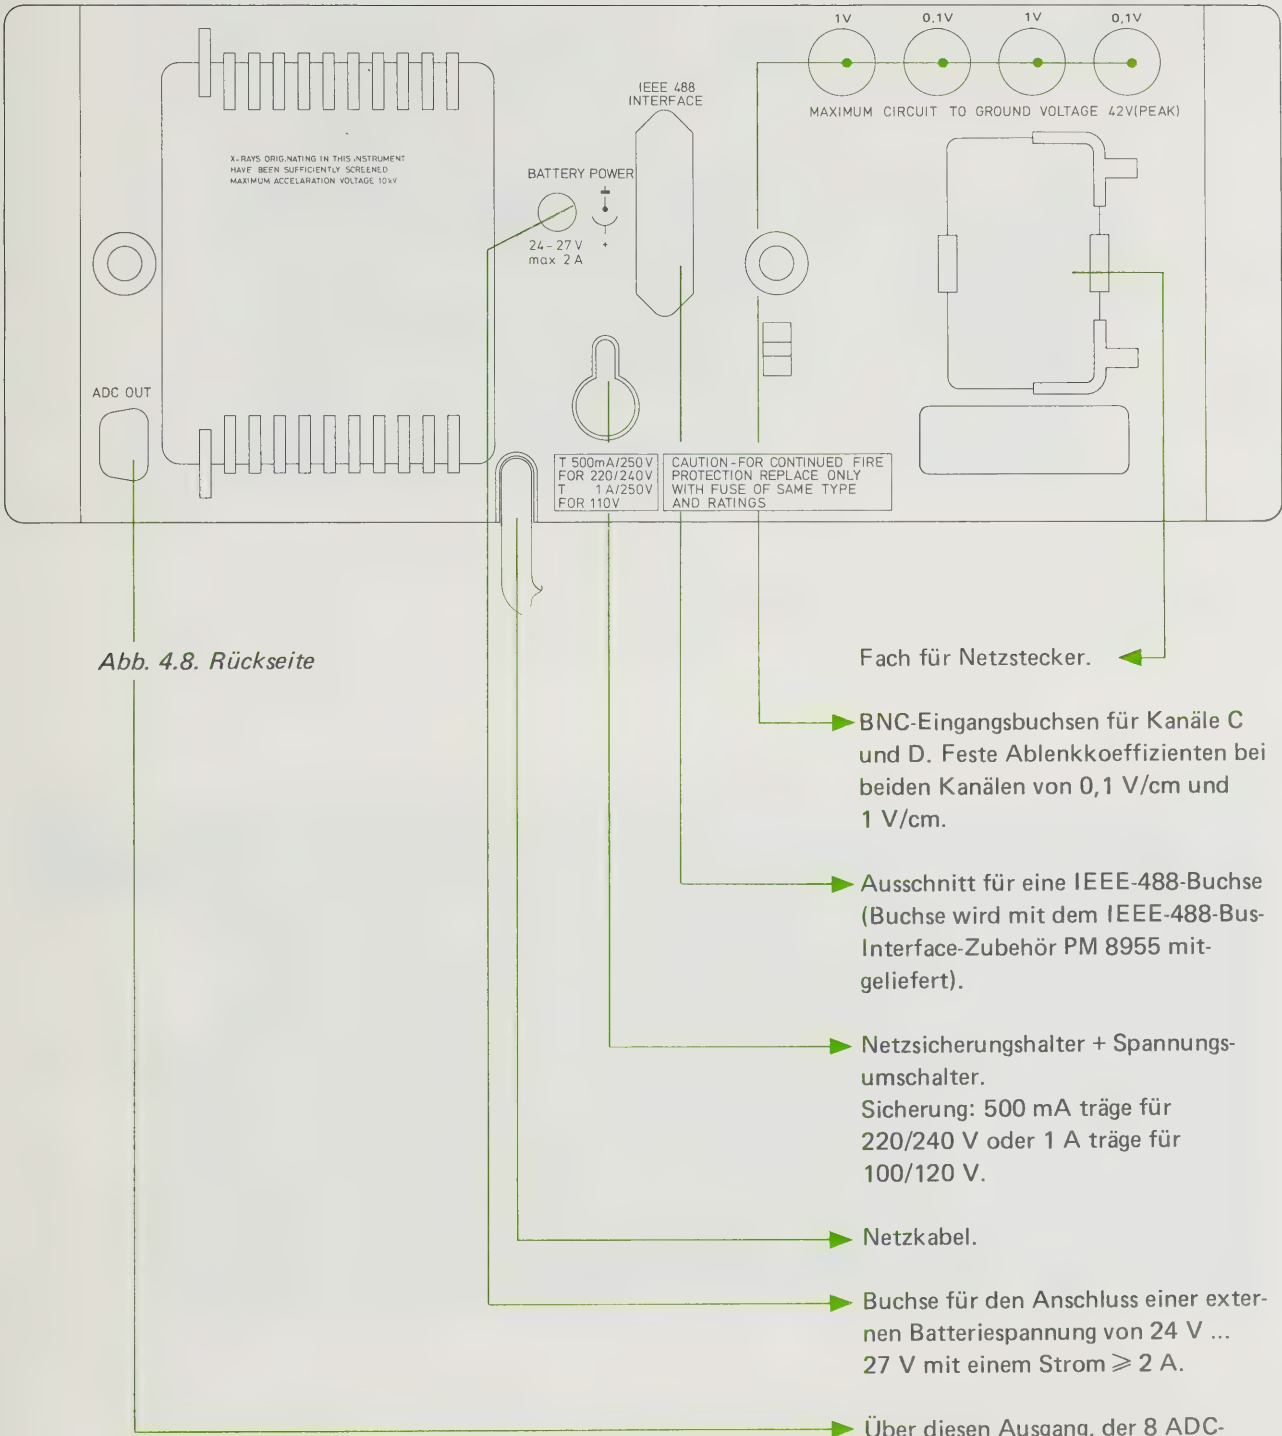 1V 0,1V 1V 0,1V
MAXIMUM CIRCUIT TO GROUND VOLTAGE 42V(PEAK)
IEEE 488
INTERFACE
X-RAYS ORIG.NATING IN THIS INSTRUMENT
HAVE BEEN SUFFICIENTLY SCREENED
MAXIMUM ACCELARATION VOLTAGE 10kV
BATTERY POWER
24-27 V
max 2 A
+
ADC OUT
T 500mA/250V
FOR 220/240V
T 1A/250V
FOR 110V
CAUTION-FOR CONTINUED FIRE
PROTECTION REPLACE ONLY
WITH FUSE OF SAME TYPE
AND RATINGS
Abb. 4.8. Rückseite
Fach für Netzstecker.
BNC-Eingangsbuchsen für Kanäle C
und D. Feste Ablenkkoeffizienten bei
beiden Kanälen von 0,1 V/cm und
1 V/cm.
Ausschnitt für eine IEEE-488-Buchse
(Buchse wird mit dem IEEE-488-Bus-
Interface-Zubehör PM 8955 mit-
geliefert).
Netzsicherungshalter + Spannungs-
umschalter.
Sicherung: 500 mA träge für
220/240 V oder 1 A träge für
100/120 V.
Netzkabel.
Buchse für den Anschluss einer exter-
nen Batteriespannung von 24 V ...
27 V mit einem Strom ⩾ 2 A.
Über diesen Ausgang, der 8 ADC-